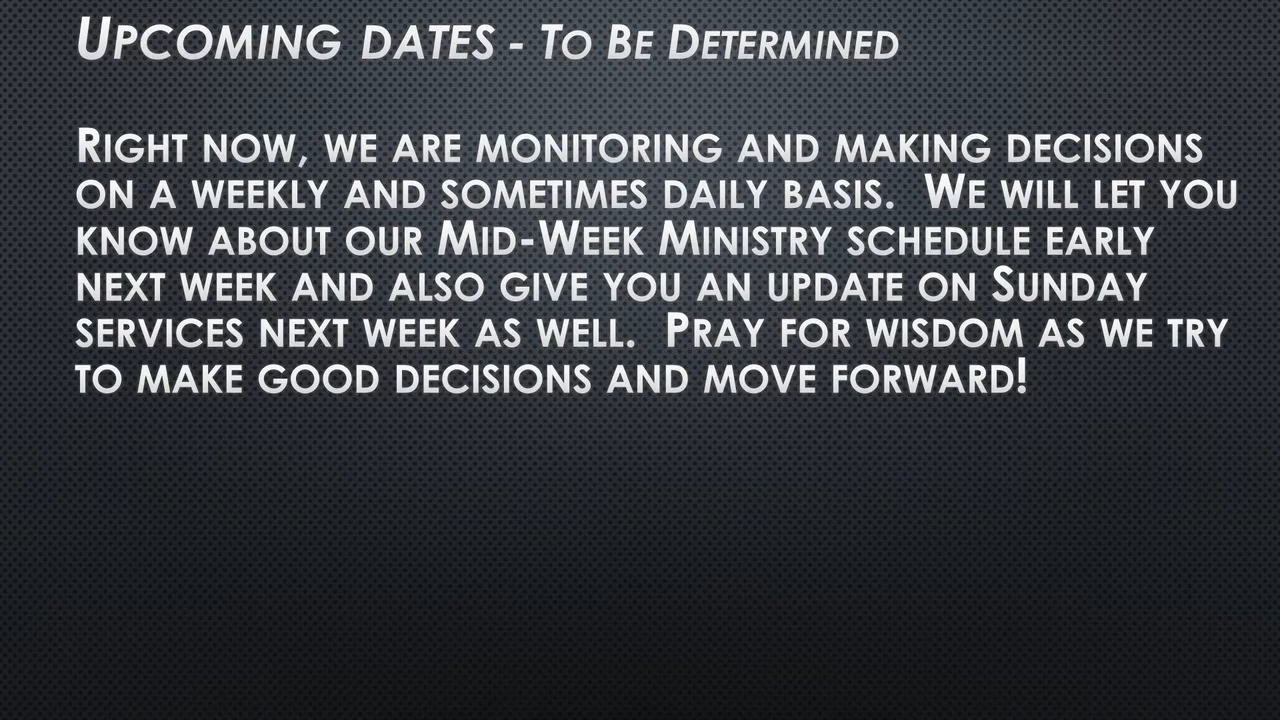 Upcoming dates - To Be Determined
Right now, we are monitoring and making decisions
on a weekly and sometimes daily basis.  We will let you
know about our Mid-Week Ministry schedule early
next week and also give you an update on Sunday
services next week as well.  Pray for wisdom as we try
to make good decisions and move forward!